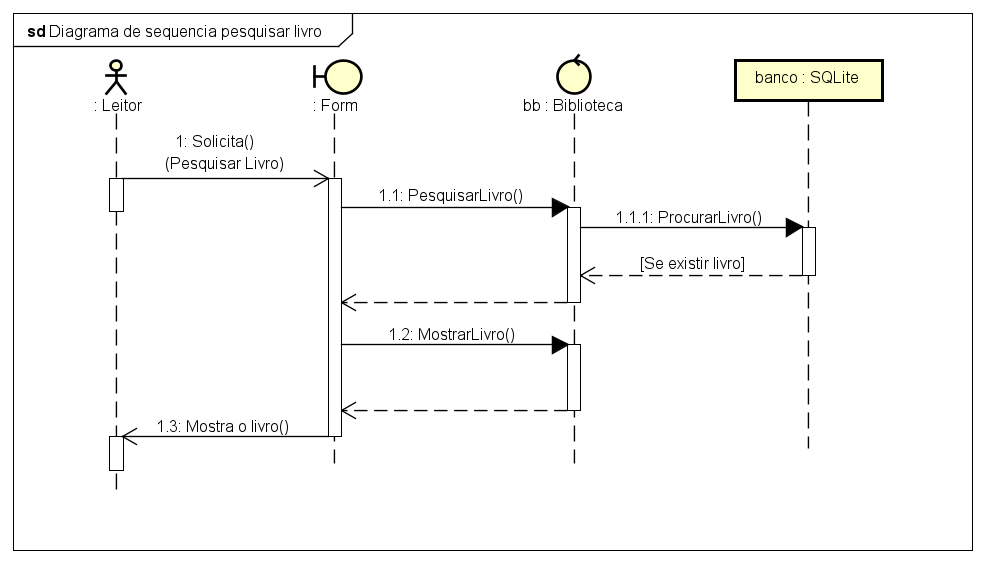 sd Diagrama de sequencia pesquisar livro
: Leitor
: Form
bb : Biblioteca
banco : SQLite
1: Solicita()
(Pesquisar Livro)
1.1: PesquisarLivro()
1.1.1: ProcurarLivro()
[Se existir livro]
1.2: MostrarLivro()
1.3: Mostra o livro()